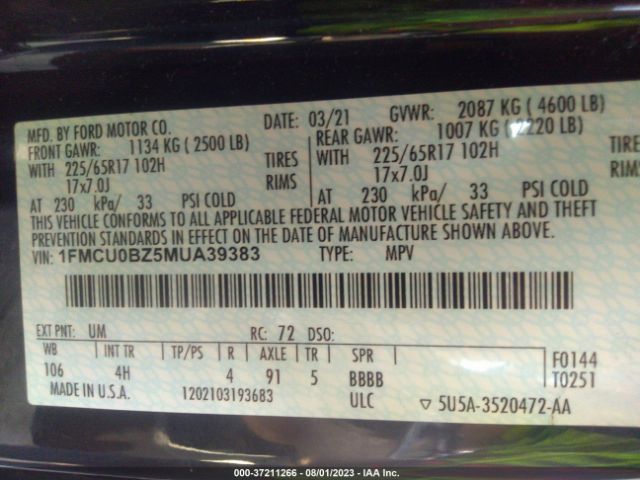 MFD. BY FORD MOTOR CO.
DATE: 03/21 GVWR: 2087 KG ( 4600 LB)
FRONT GAWR: 1134 KG ( 2500 LB) REAR GAWR: 1007 KG ( 2220 LB)
WITH 225/65R17 102H TIRES WITH 225/65R17 102H TIRES
17x7.0J RIMS 17x7.0J RIMS
AT 230 kPa/ 33 PSI COLD AT 230 kPa/ 33 PSI COLD
THIS VEHICLE CONFORMS TO ALL APPLICABLE FEDERAL MOTOR VEHICLE SAFETY AND THEFT
PREVENTION STANDARDS IN EFFECT ON THE DATE OF MANUFACTURE SHOWN ABOVE.
VIN: 1FMCU0BZ5MUA39383 TYPE: MPV
EXT PNT: UM RC: 72 DSO:
WB INT TR TP/PS R AXLE TR SPR F0144
106 4H 4 91 5 BBBB T0251
MADE IN U.S.A. 1202103193683 ULC ▽ 5U5A-3520472-AA
000-37211266 - 08/01/2023 - IAA Inc.